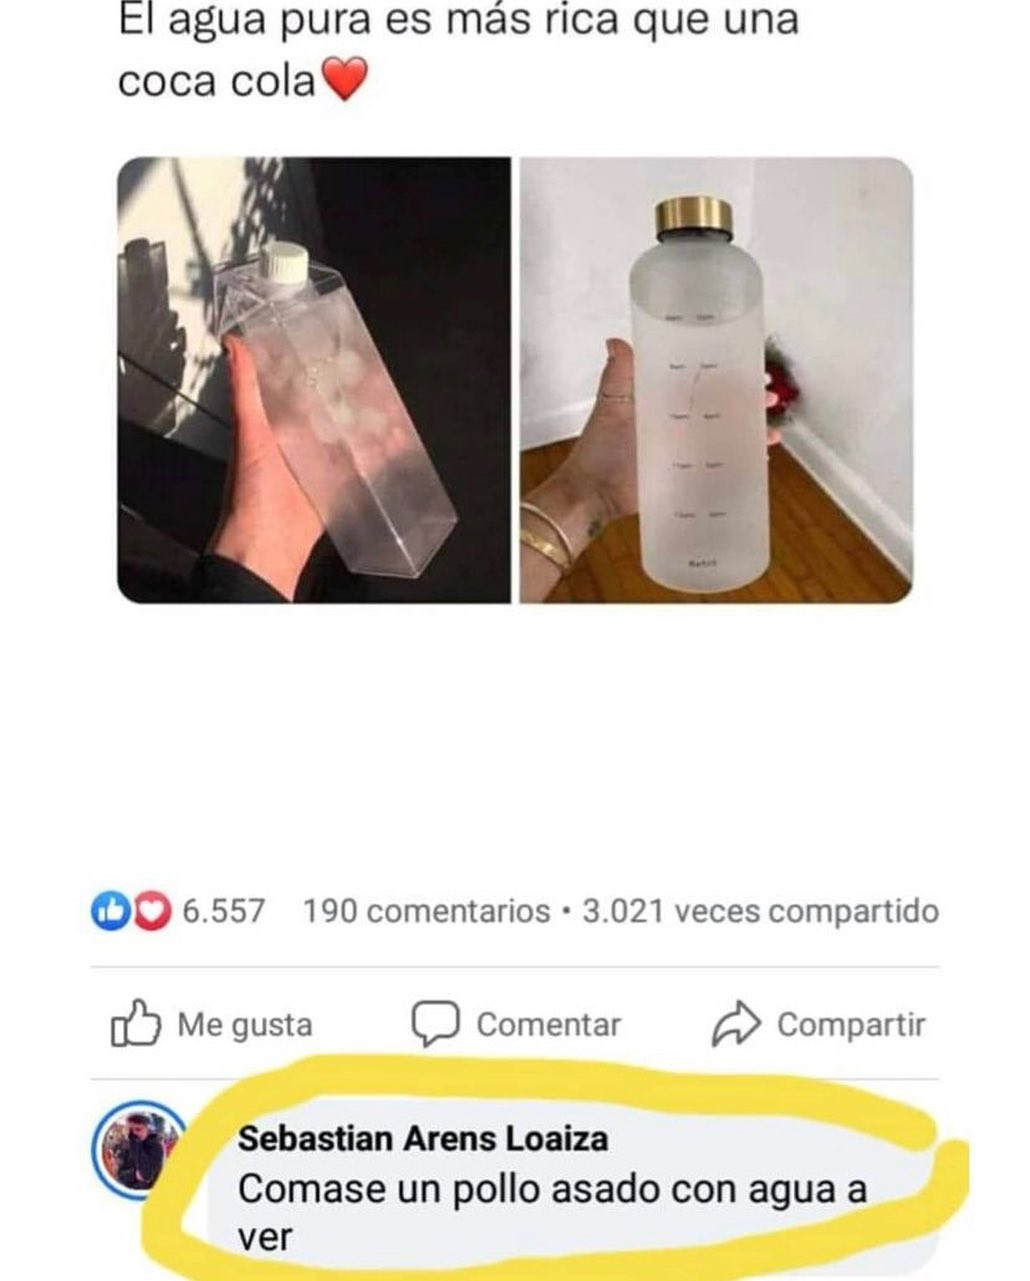 El agua pura es más rica que una
coca cola❤️
6.557 190 comentarios • 3.021 veces compartido
Me gusta Comentar Compartir
Sebastian Arens Loaiza
Comase un pollo asado con agua a
ver